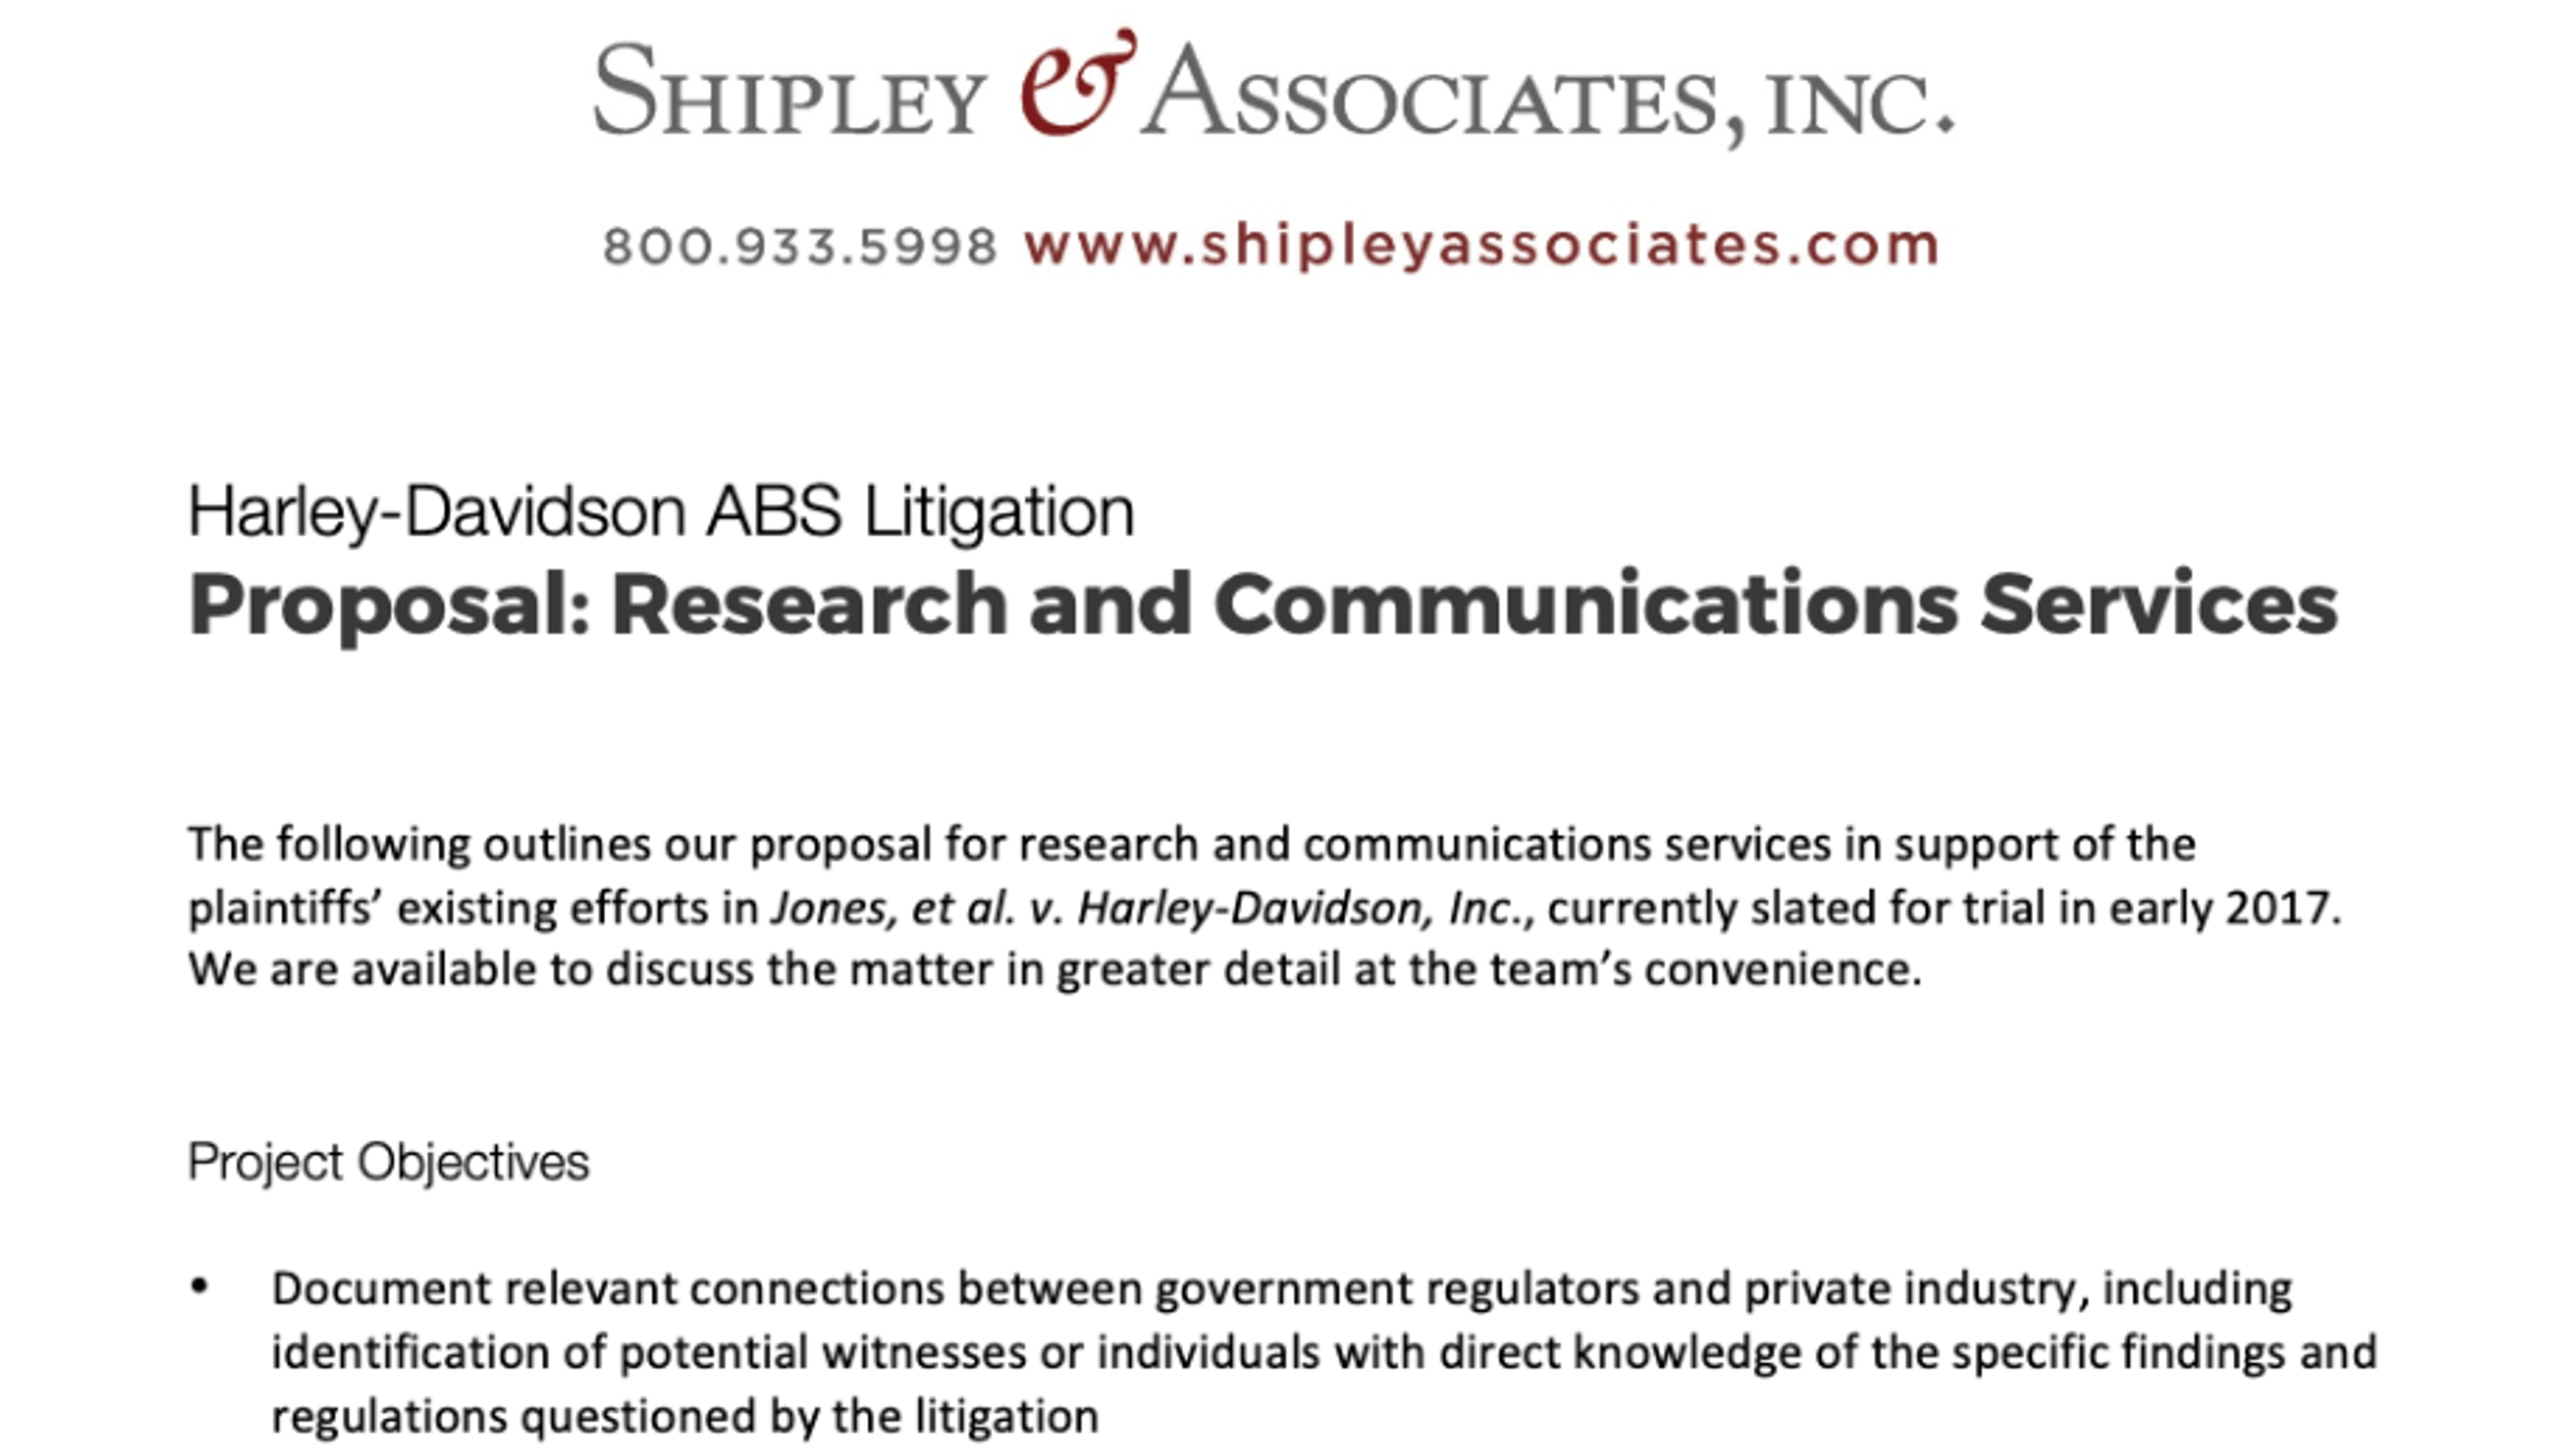 SHIPLEY & ASSOCIATES, INC.
800.933.5998 www.shipleyassociates.com
Harley-Davidson ABS Litigation
Proposal: Research and Communications Services
The following outlines our proposal for research and communications services in support of the
plaintiffs’ existing efforts in Jones, et al. v. Harley-Davidson, Inc., currently slated for trial in early 2017.
We are available to discuss the matter in greater detail at the team’s convenience.
Project Objectives
• Document relevant connections between government regulators and private industry, including
identification of potential witnesses or individuals with direct knowledge of the specific findings and
regulations questioned by the litigation